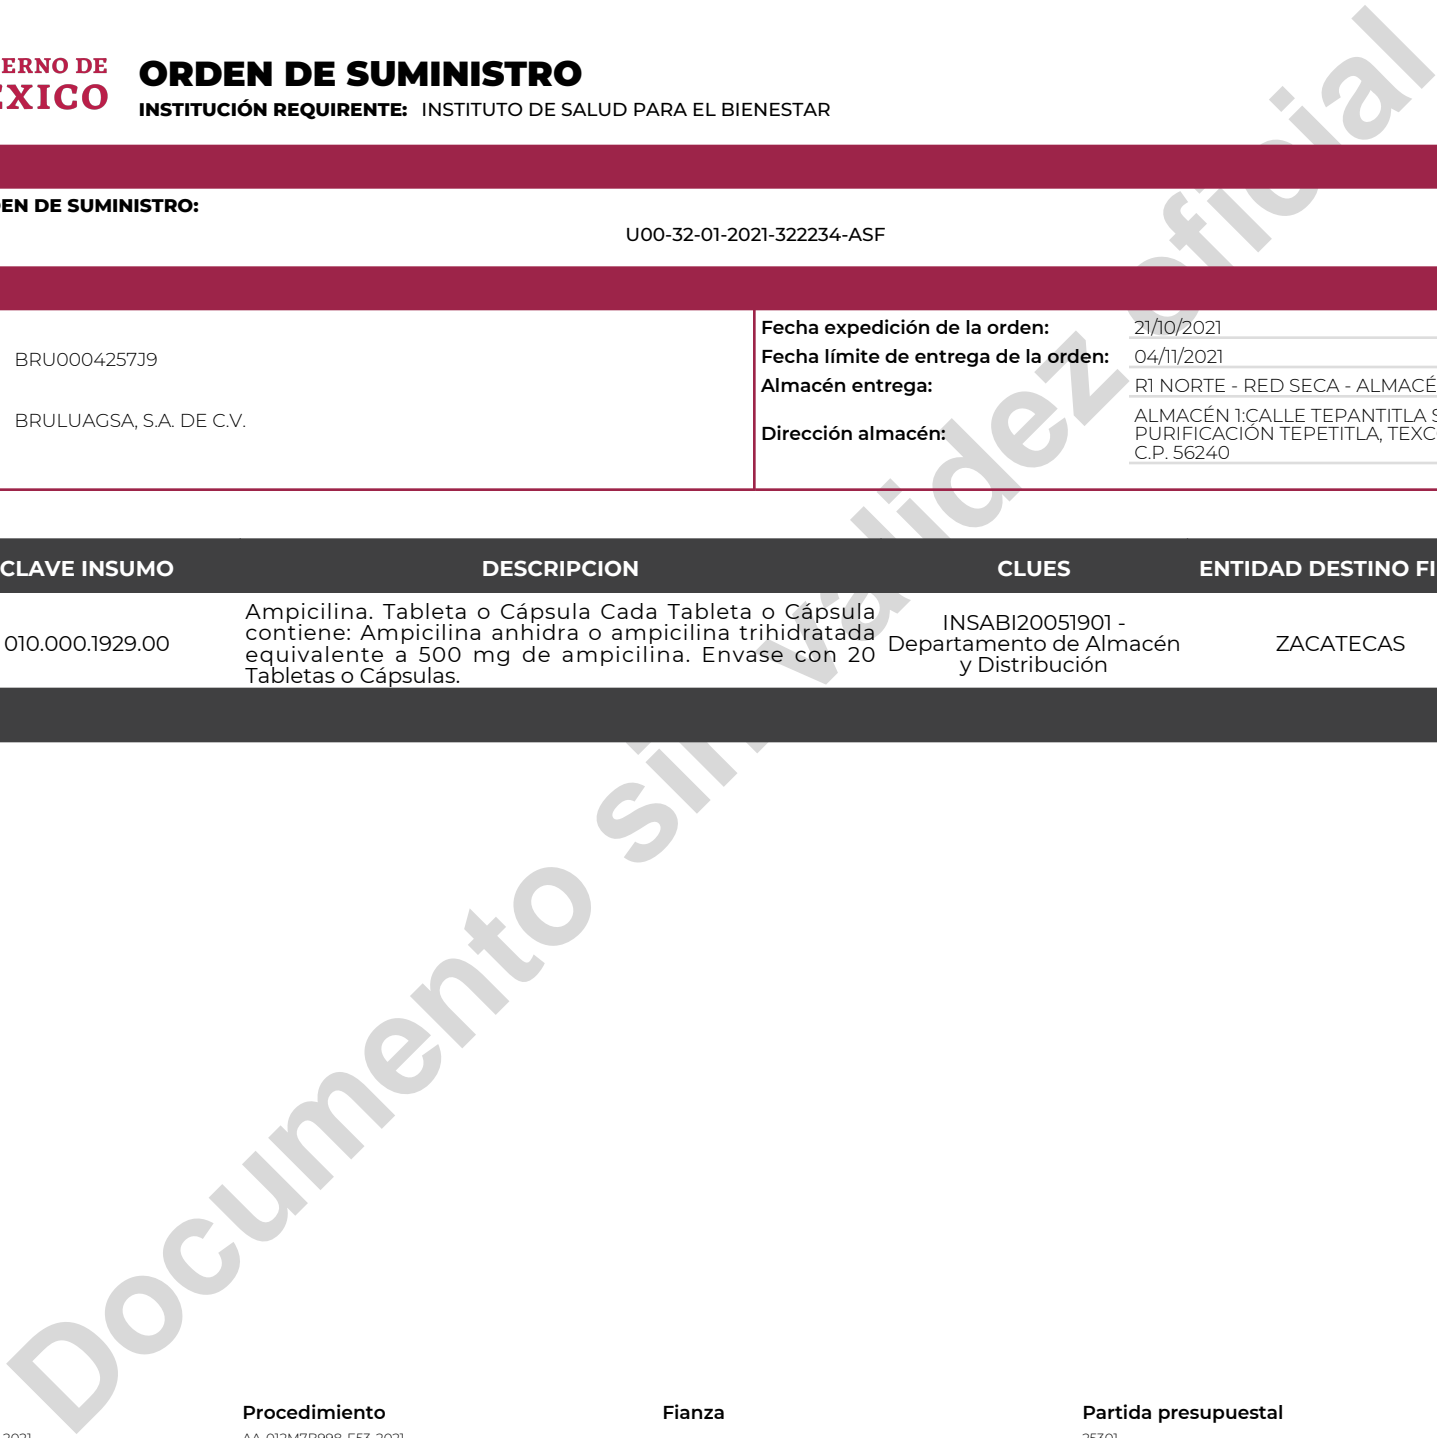 ERNO DE
ÉXICO
ORDEN DE SUMINISTRO
INSTITUCIÓN REQUIRENTE: INSTITUTO DE SALUD PARA EL BIENESTAR
EN DE SUMINISTRO:
U00-32-01-2021-322234-ASF
BRU0004257J9
BRULUAGSA, S.A. DE C.V.
Fecha expedición de la orden: 21/10/2021
Fecha límite de entrega de la orden: 04/11/2021
Almacén entrega: R1 NORTE - RED SECA - ALMACÉ
Dirección almacén:
ALMACÉN 1:CALLE TEPANTITLA S
PURIFICACIÓN TEPETITLA, TEXC
C.P. 56240
CLAVE INSUMO DESCRIPCION CLUES ENTIDAD DESTINO FI
010.000.1929.00
Ampicilina. Tableta o Cápsula Cada Tableta o Cápsula
contiene: Ampicilina anhidra o ampicilina trihidratada
equivalente a 500 mg de ampicilina. Envase con 20
Tabletas o Cápsulas.
INSABI20051901 -
Departamento de Almacén
y Distribución
ZACATECAS
Documento sin validez oficial
Procedimiento Fianza Partida presupuestal